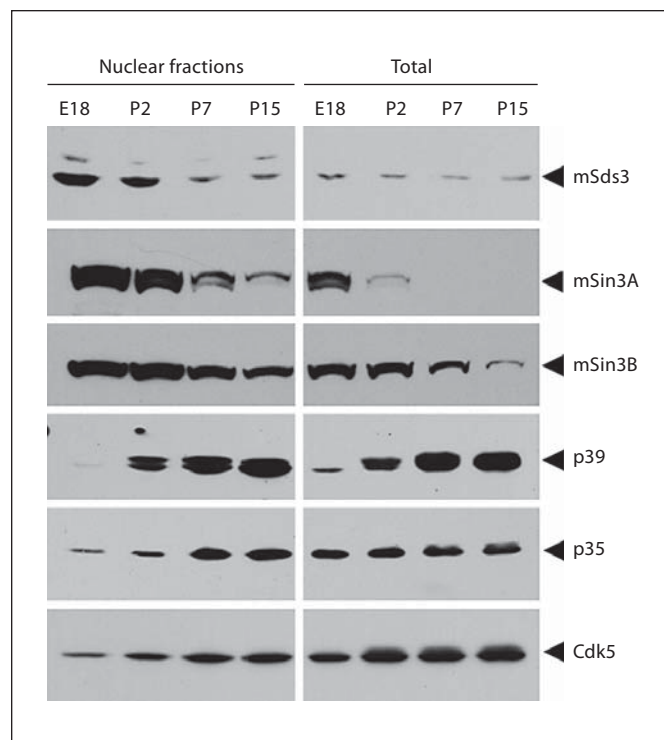 Nuclear fractions Total
E18 P2 P7 P15 E18 P2 P7 P15
mSds3
mSin3A
mSin3B
p39
p35
Cdk5